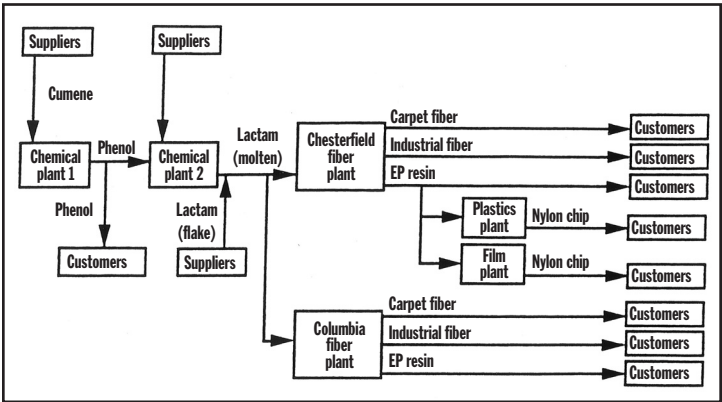 Suppliers
Suppliers
Cumene
Chemical
plant 1
Phenol
Chemical
plant 2
Phenol
Customers
Lactam
(molten)
Lactam
(flake)
Suppliers
Chesterfield
fiber
plant
Carpet fiber
Customers
Industrial fiber
Customers
EP resin
Customers
Plastics
plant
Nylon chip
Customers
Film
plant
Nylon chip
Customers
Columbia
fiber
plant
Carpet fiber
Customers
Industrial fiber
Customers
EP resin
Customers